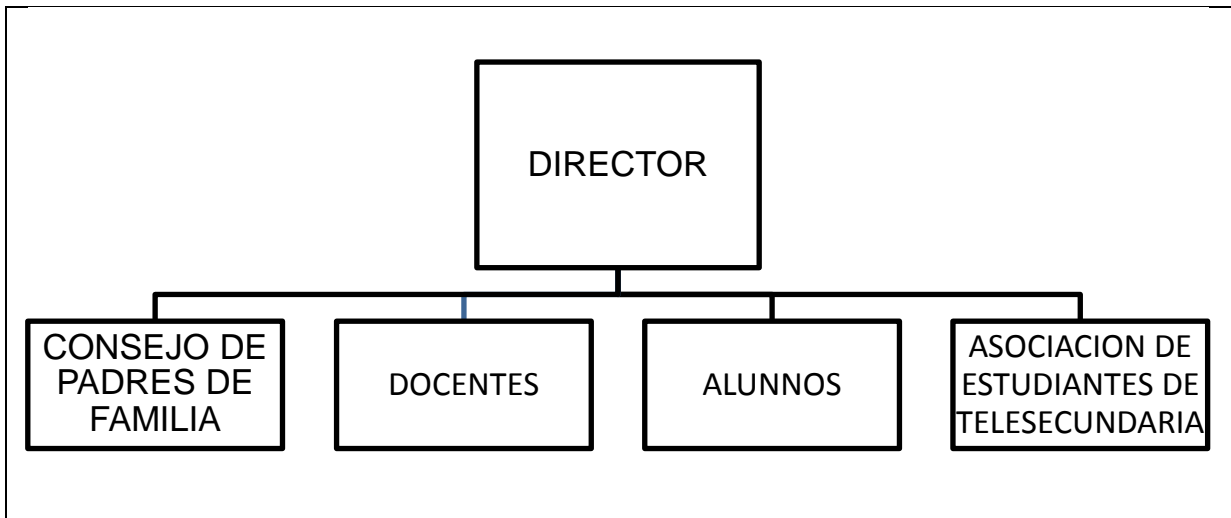 DIRECTOR
CONSEJO DE
PADRES DE
FAMILIA
DOCENTES
ALUNNOS
ASOCIACION DE
ESTUDIANTES DE
TELESECUNDARIA